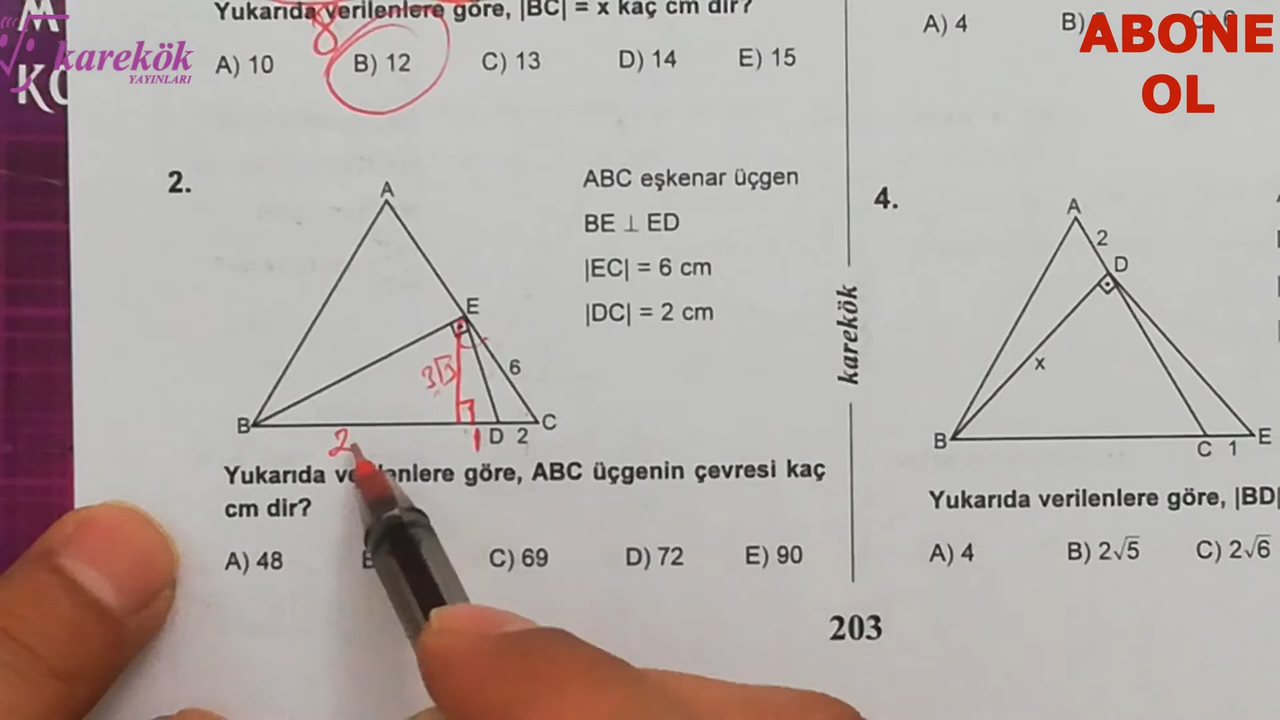 Yukarıda verilenlere göre, |BC| = x kaç cm dir?
8
A) 10 B) 12 C) 13 D) 14 E) 15
karekök
YAYINLARI
2.
ABC eşkenar üçgen
BE ⊥ ED
|EC| = 6 cm
|DC| = 2 cm
A
E
6
3√3
B
1 D 2 C
2
Yukarıda verilenlere göre, ABC üçgenin çevresi kaç
cm dir?
A) 48 C) 69 D) 72 E) 90
karekök
203
A) 4 B)
ABONE
OL
4.
A
2
D
x
B C 1 E
Yukarıda verilenlere göre, |BD|
A) 4 B) 2√5 C) 2√6